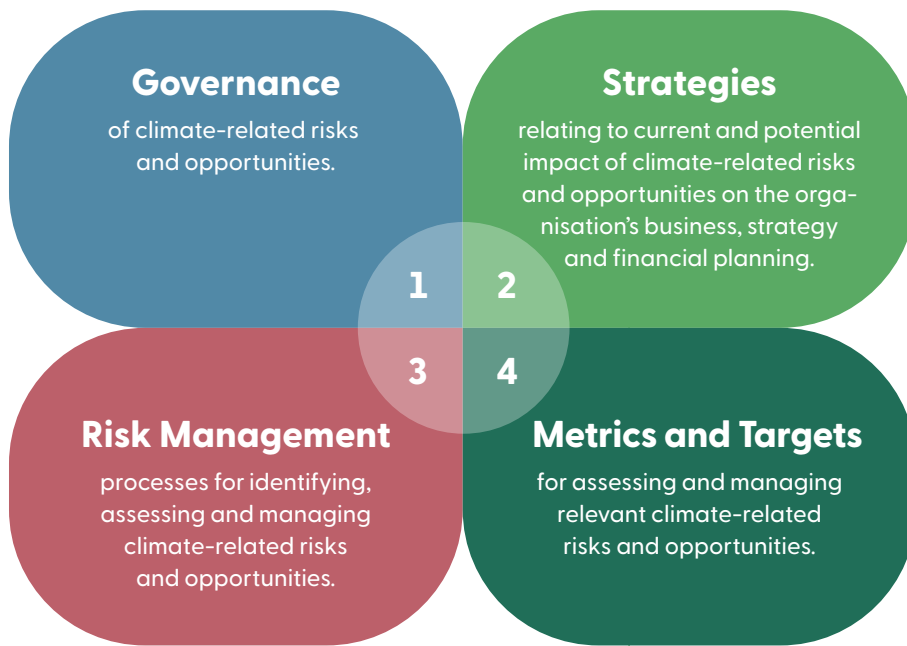 Governance
of climate-related risks
and opportunities.
Strategies
relating to current and potential
impact of climate-related risks
and opportunities on the orga-
nisation’s business, strategy
and financial planning.
1
2
3
4
Risk Management
processes for identifying,
assessing and managing
climate-related risks
and opportunities.
Metrics and Targets
for assessing and managing
relevant climate-related
risks and opportunities.